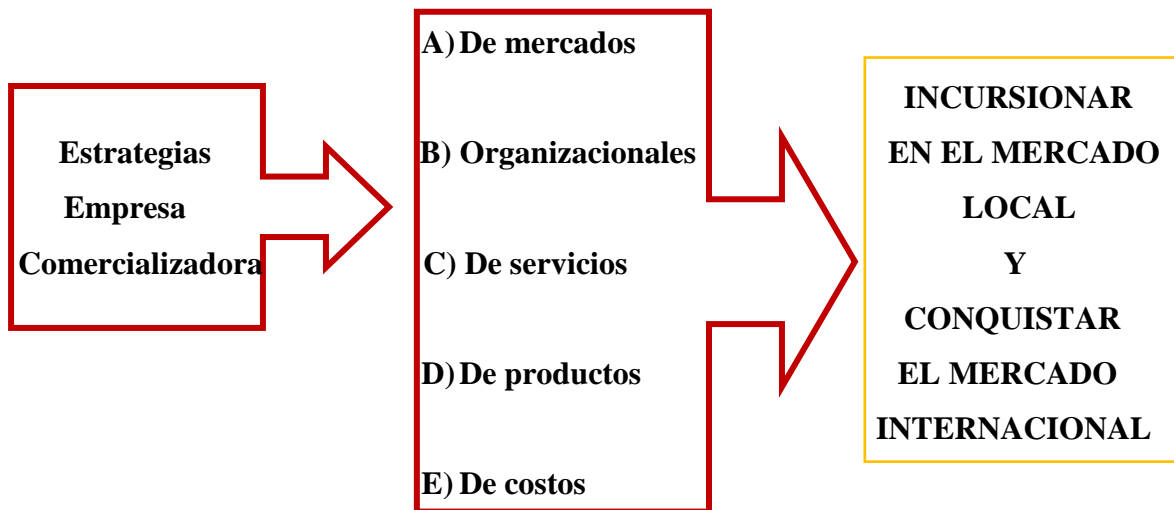 Estrategias
Empresa
Comercializadora
A) De mercados
B) Organizacionales
C) De servicios
D) De productos
E) De costos
INCURSIONAR
EN EL MERCADO
LOCAL
Y
CONQUISTAR
EL MERCADO
INTERNACIONAL